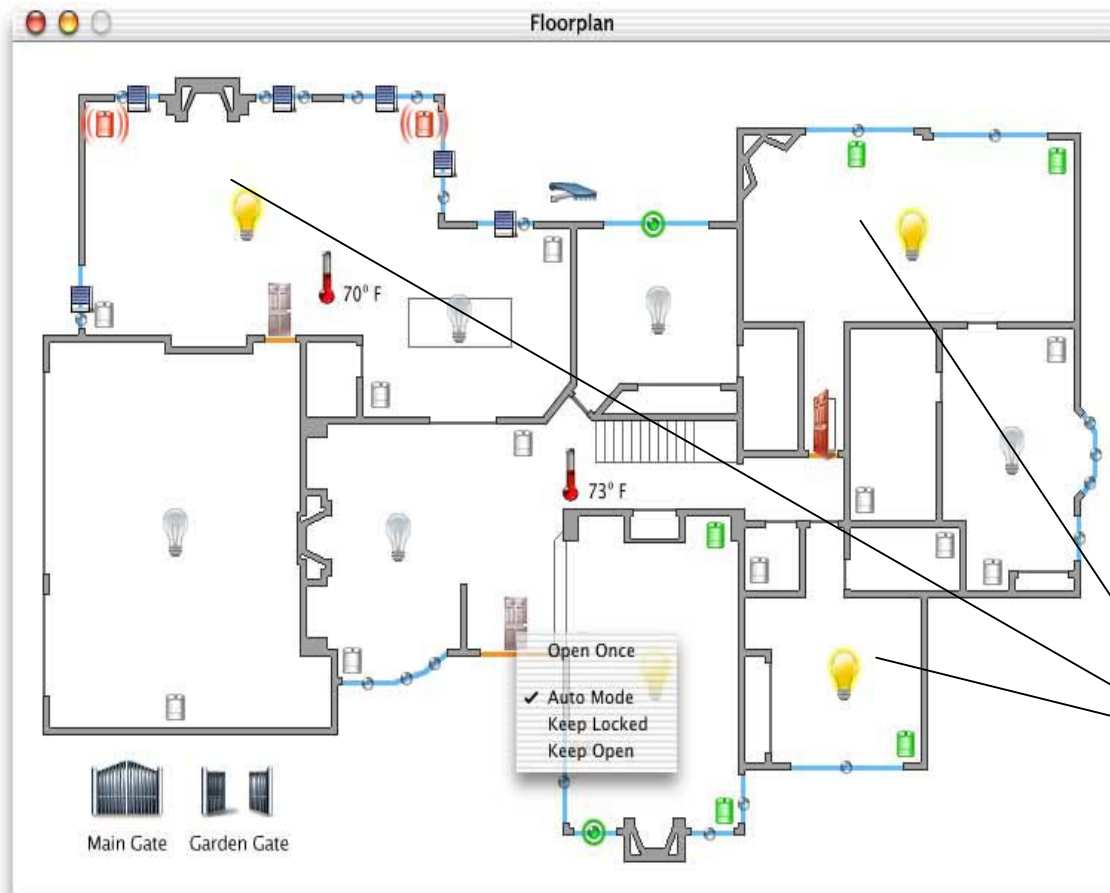 Floorplan
70° F
73° F
Open Once
✓ Auto Mode
Keep Locked
Keep Open
Main Gate
Garden Gate